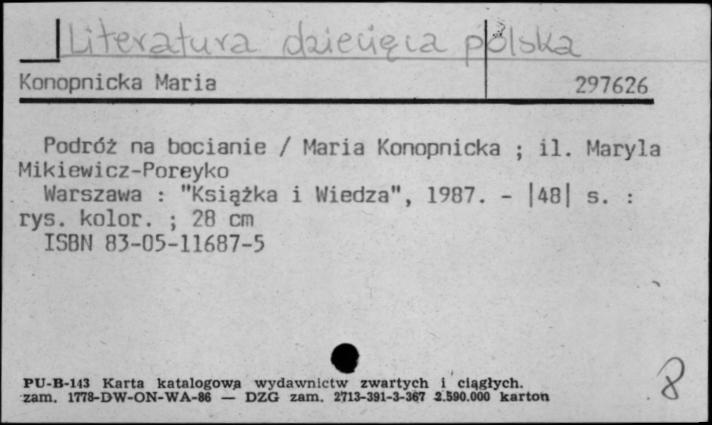 Literatura dziecięca polska
Konopnicka Maria 297626
Podróż na bocianie / Maria Konopnicka ; il. Maryla
Mikiewicz-Poreyko
Warszawa : "Książka i Wiedza", 1987. - |48| s. :
rys. kolor. ; 28 cm
ISBN 83-05-11687-5
PU-B-143 Karta katalogowa wydawnictw zwartych i ciągłych.
zam. 1778-DW-ON-WA-86 — DZG zam. 2713-391-3-367 2.590.000 karton
8